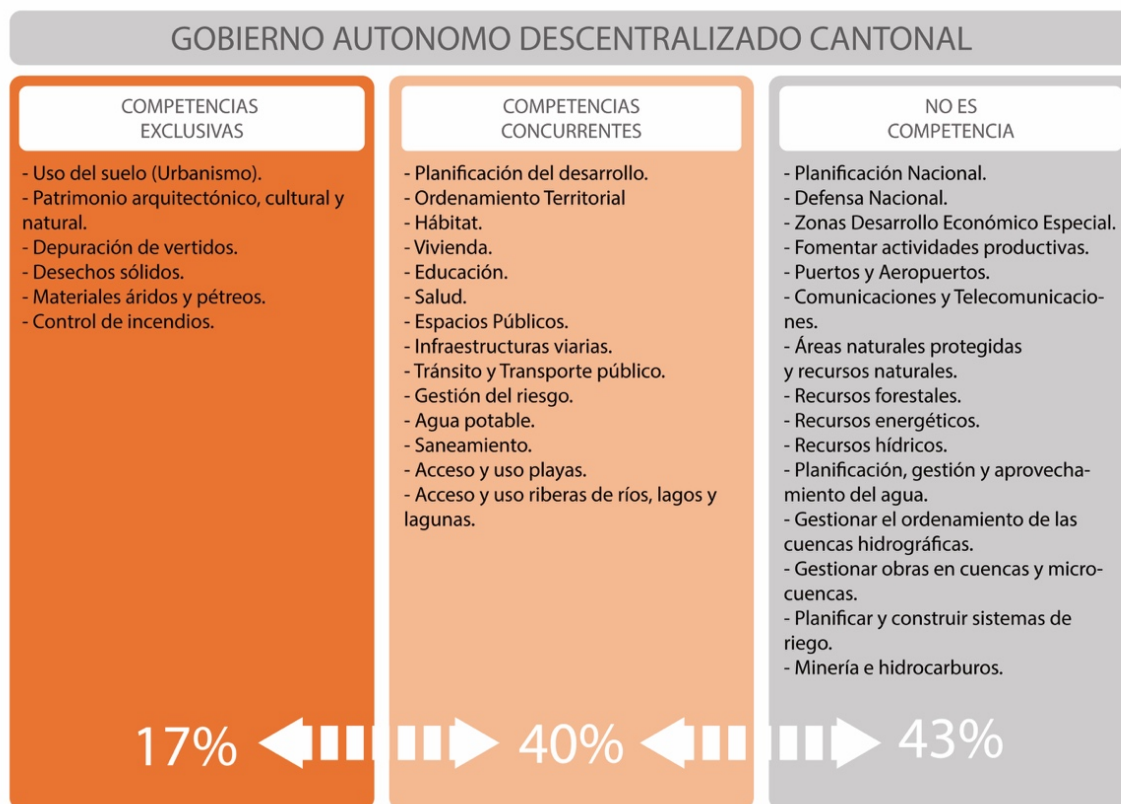 GOBIERNO AUTONOMO DESCENTRALIZADO CANTONAL
COMPETENCIAS
EXCLUSIVAS
- Uso del suelo (Urbanismo).
- Patrimonio arquitectónico, cultural y
natural.
- Depuración de vertidos.
- Desechos sólidos.
- Materiales áridos y pétreos.
- Control de incendios.
17%
COMPETENCIAS
CONCURRENTES
- Planificación del desarrollo.
- Ordenamiento Territorial
- Hábitat.
- Vivienda.
- Educación.
- Salud.
- Espacios Públicos.
- Infraestructuras viarias.
- Tránsito y Transporte público.
- Gestión del riesgo.
- Agua potable.
- Saneamiento.
- Acceso y uso playas.
- Acceso y uso riberas de ríos, lagos y
lagunas.
40%
NO ES
COMPETENCIA
- Planificación Nacional.
- Defensa Nacional.
- Zonas Desarrollo Económico Especial.
- Fomentar actividades productivas.
- Puertos y Aeropuertos.
- Comunicaciones y Telecomunicacio-
nes.
- Áreas naturales protegidas
y recursos naturales.
- Recursos forestales.
- Recursos energéticos.
- Recursos hídricos.
- Planificación, gestión y aprovecha-
miento del agua.
- Gestionar el ordenamiento de las
cuencas hidrográficas.
- Gestionar obras en cuencas y micro-
cuencas.
- Planificar y construir sistemas de
riego.
- Minería e hidrocarburos.
43%